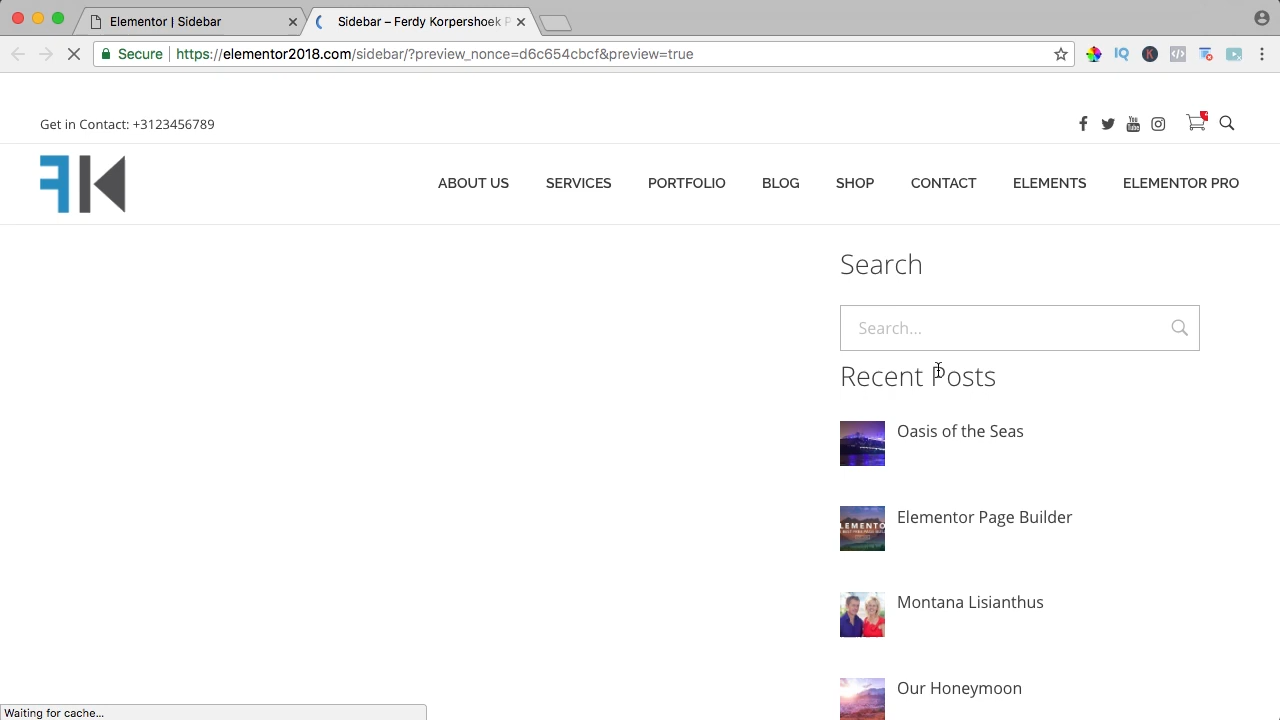 Elementor | Sidebar
Sidebar – Ferdy Korpershoek P
Secure
https://elementor2018.com/sidebar/?preview_nonce=d6c654cbcf&preview=true
Get in Contact: +3123456789
FK
ABOUT US
SERVICES
PORTFOLIO
BLOG
SHOP
CONTACT
ELEMENTS
ELEMENTOR PRO
Search
Search...
Recent Posts
Oasis of the Seas
Elementor Page Builder
Montana Lisianthus
Our Honeymoon
Waiting for cache...